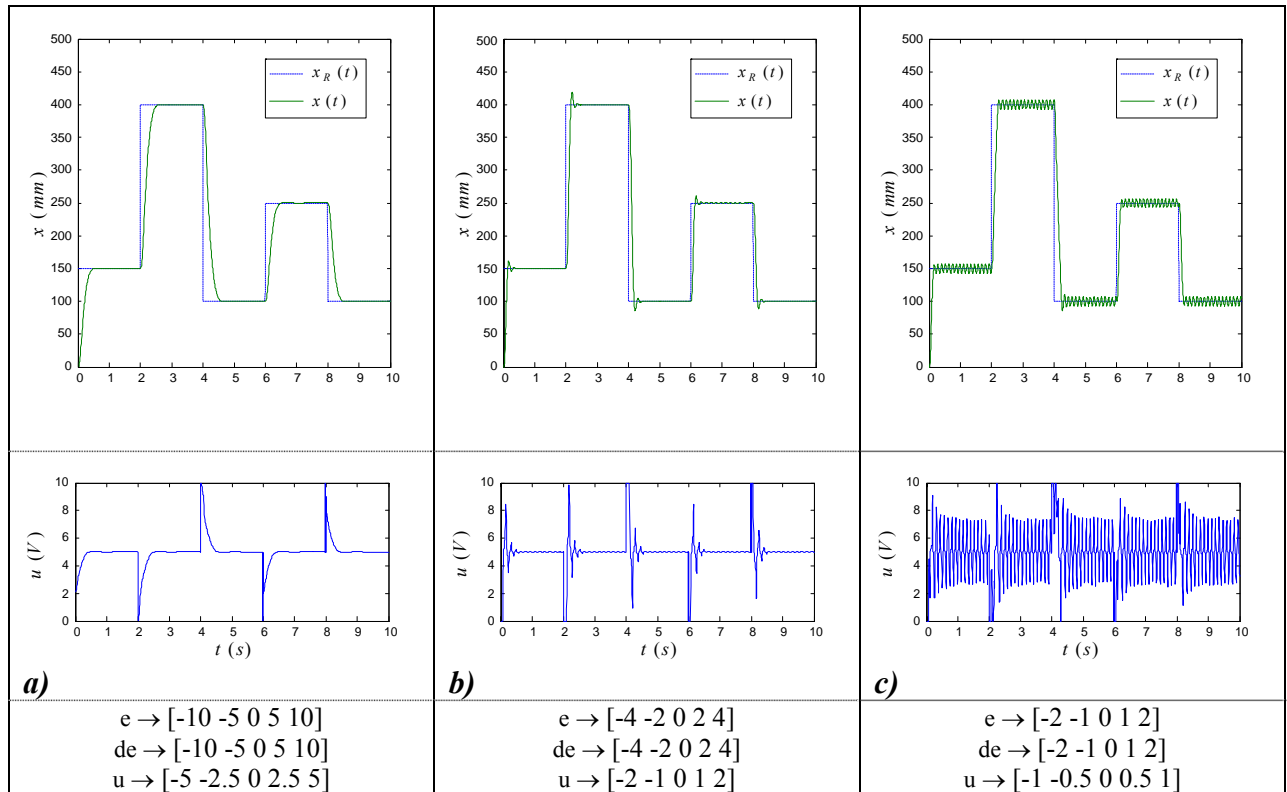 500
450
400
350
300
250
200
150
100
50
0
x (mm)
x_R (t)
x (t)
0 1 2 3 4 5 6 7 8 9 10
500
450
400
350
300
250
200
150
100
50
0
x (mm)
x_R (t)
x (t)
0 1 2 3 4 5 6 7 8 9 10
500
450
400
350
300
250
200
150
100
50
0
x (mm)
x_R (t)
x (t)
0 1 2 3 4 5 6 7 8 9 10
10
8
6
4
2
0
u (V)
0 1 2 3 4 5 6 7 8 9 10
t (s)
a)
10
8
6
4
2
0
u (V)
0 1 2 3 4 5 6 7 8 9 10
t (s)
b)
10
8
6
4
2
0
u (V)
0 1 2 3 4 5 6 7 8 9 10
t (s)
c)
e → [-10 -5 0 5 10]
de → [-10 -5 0 5 10]
u → [-5 -2.5 0 2.5 5]
e → [-4 -2 0 2 4]
de → [-4 -2 0 2 4]
u → [-2 -1 0 1 2]
e → [-2 -1 0 1 2]
de → [-2 -1 0 1 2]
u → [-1 -0.5 0 0.5 1]